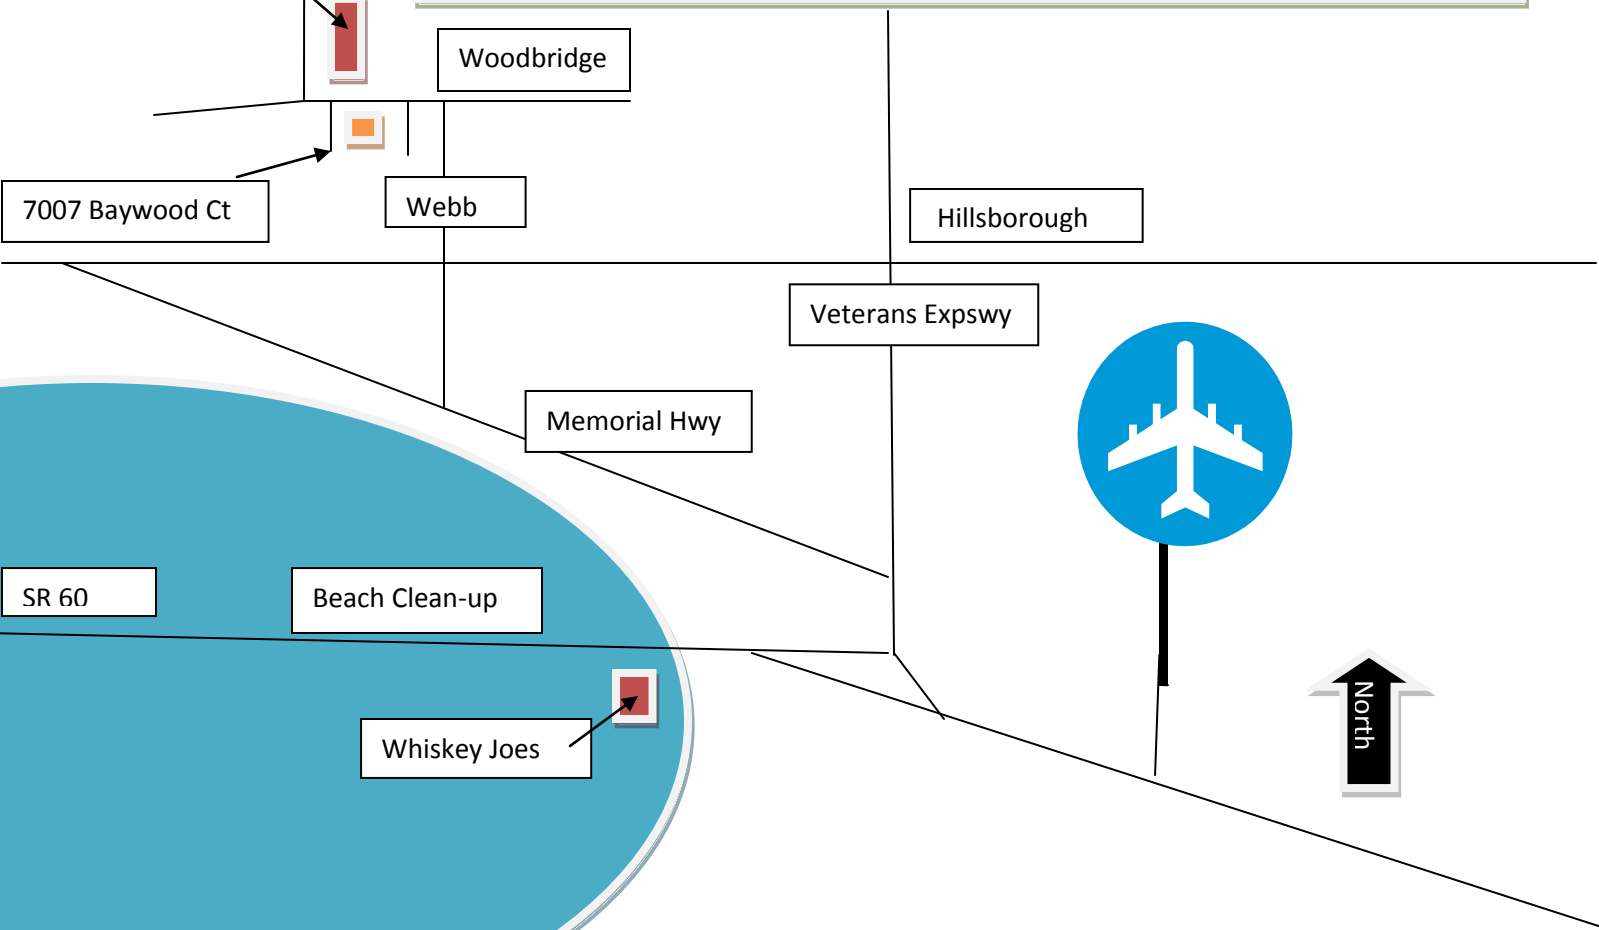 Woodbridge
7007 Baywood Ct
Webb
Hillsborough
Veterans Expswy
Memorial Hwy
SR 60
Beach Clean-up
North
Whiskey Joes